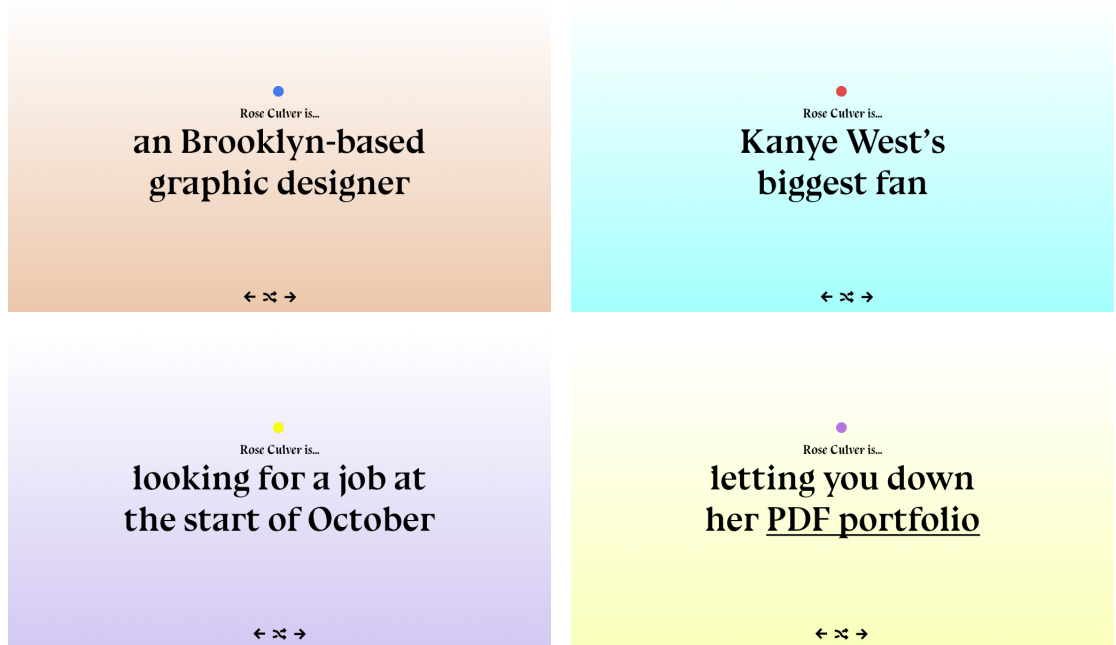 Rose Culver is...
an Brooklyn-based
graphic designer
Rose Culver is...
Kanye West’s
biggest fan
Rose Culver is...
looking for a job at
the start of October
Rose Culver is...
letting you down
her PDF portfolio